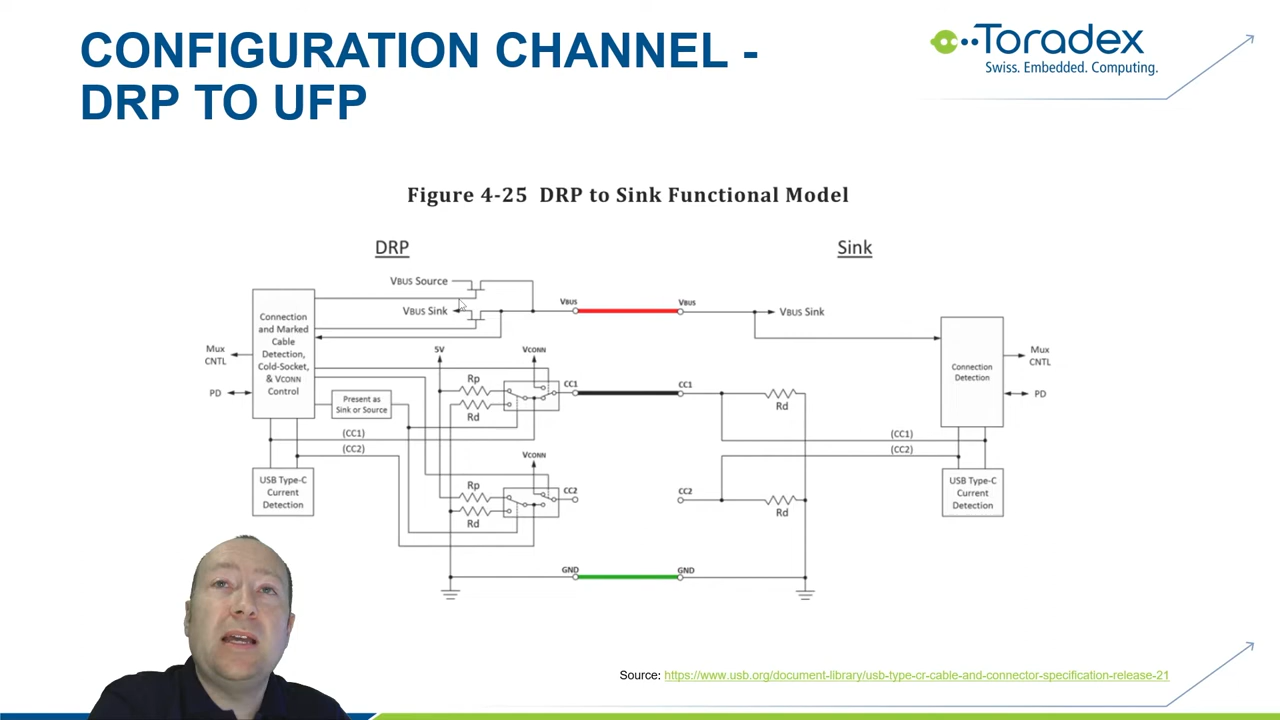 CONFIGURATION CHANNEL -
DRP TO UFP
Toradex
Swiss. Embedded. Computing.
Figure 4-25 DRP to Sink Functional Model
DRP
Sink
VBUS Source
VBUS Sink
VBUS
VBUS
VBUS Sink
Connection
and Marked
Cable
Detection,
Cold-Socket,
& VCONN
Control
Mux
CNTL
PD
5V
VCONN
Rp
Rd
CC1
CC1
Rd
Present as
Sink or Source
(CC1)
(CC2)
Connection
Detection
Mux
CNTL
PD
(CC1)
(CC2)
USB Type-C
Current
Detection
VCONN
Rp
Rd
CC2
CC2
Rd
USB Type-C
Current
Detection
GND
GND
Source: https://www.usb.org/document-library/usb-type-cr-cable-and-connector-specification-release-21